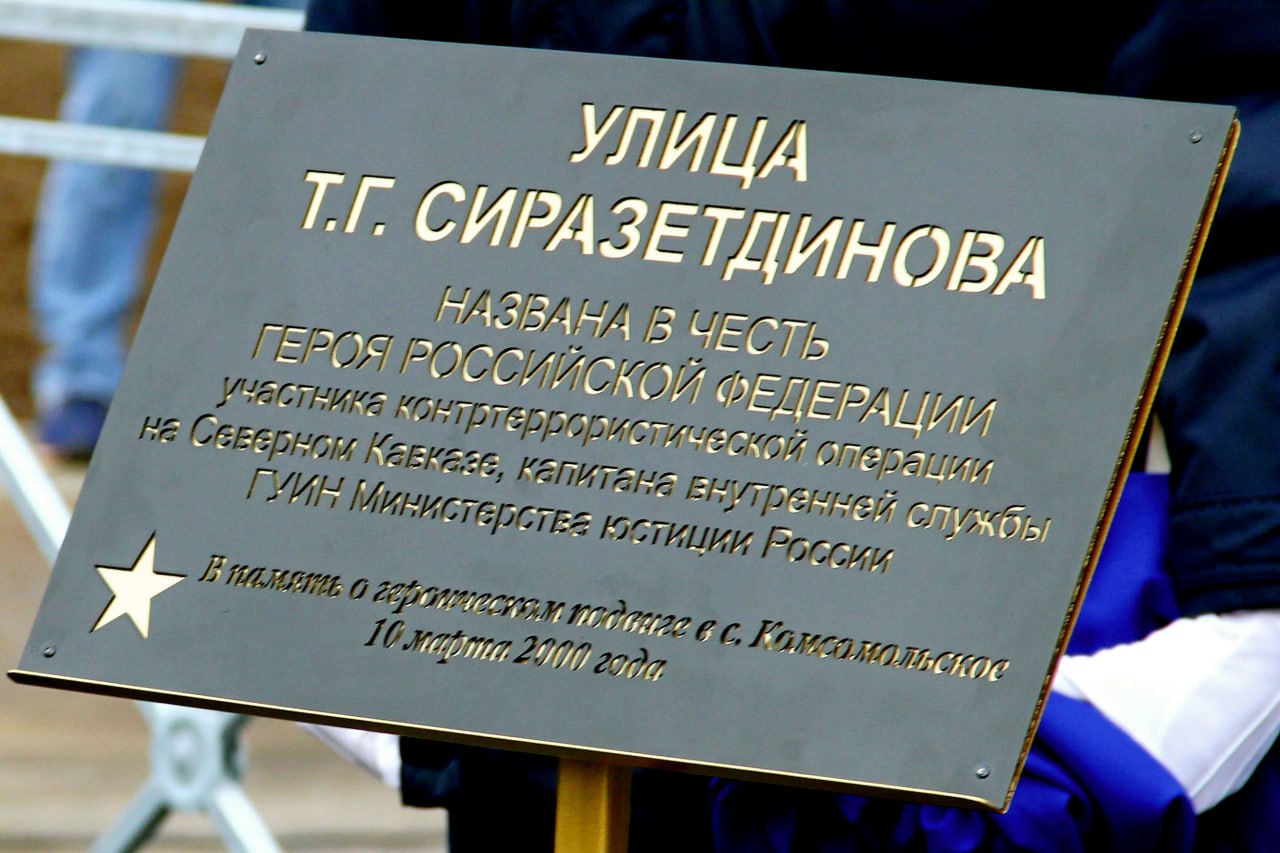 УЛИЦА
Т.Г. СИРАЗЕТДИНОВА
НАЗВАНА В ЧЕСТЬ
ГЕРОЯ РОССИЙСКОЙ ФЕДЕРАЦИИ
участника контртеррористической операции
на Северном Кавказе, капитана внутренней службы
ГУИН Министерства юстиции России
В память о героическом подвиге в с. Комсомольское
10 марта 2000 года